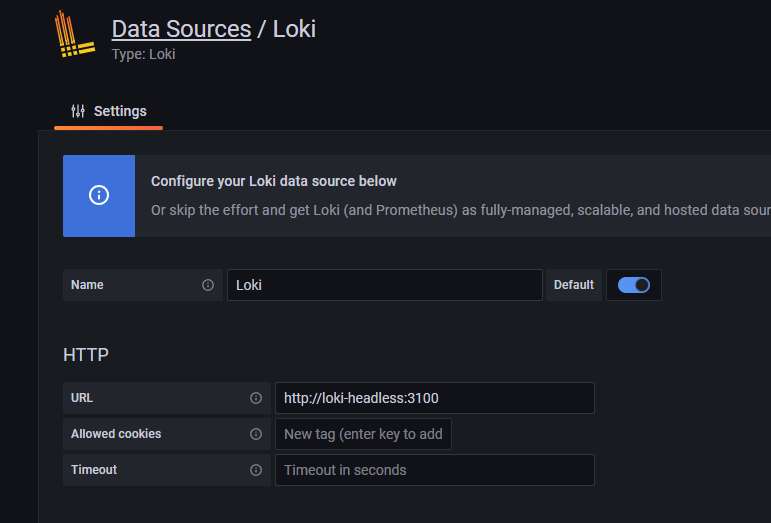 Data Sources / Loki
Type: Loki
Settings
Configure your Loki data source below
Or skip the effort and get Loki (and Prometheus) as fully-managed, scalable, and hosted data sour
Name
Loki
Default
HTTP
URL
http://loki-headless:3100
Allowed cookies
New tag (enter key to add
Timeout
Timeout in seconds